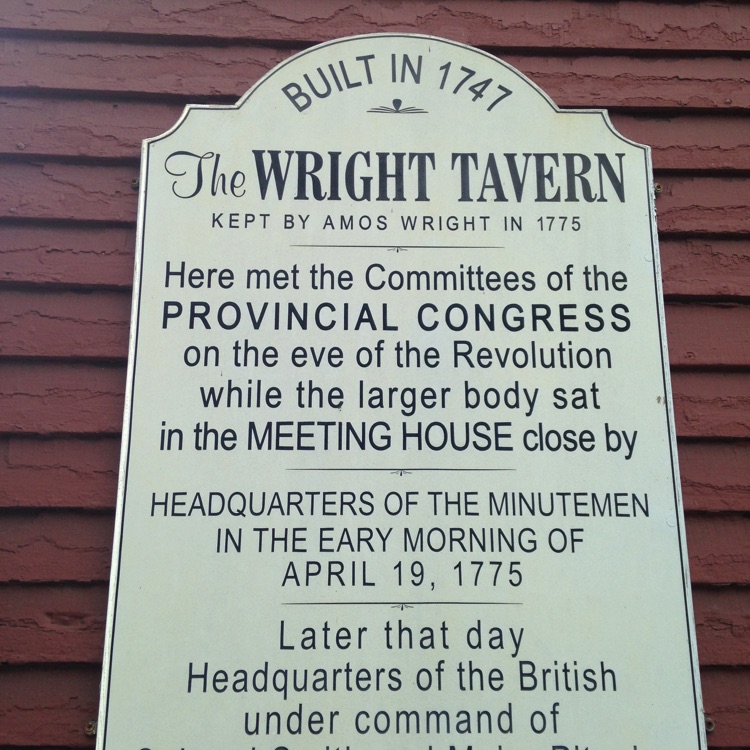 BUILT IN 1747
The WRIGHT TAVERN
KEPT BY AMOS WRIGHT IN 1775
Here met the Committees of the
PROVINCIAL CONGRESS
on the eve of the Revolution
while the larger body sat
in the MEETING HOUSE close by
HEADQUARTERS OF THE MINUTEMEN
IN THE EARY MORNING OF
APRIL 19, 1775
Later that day
Headquarters of the British
under command of